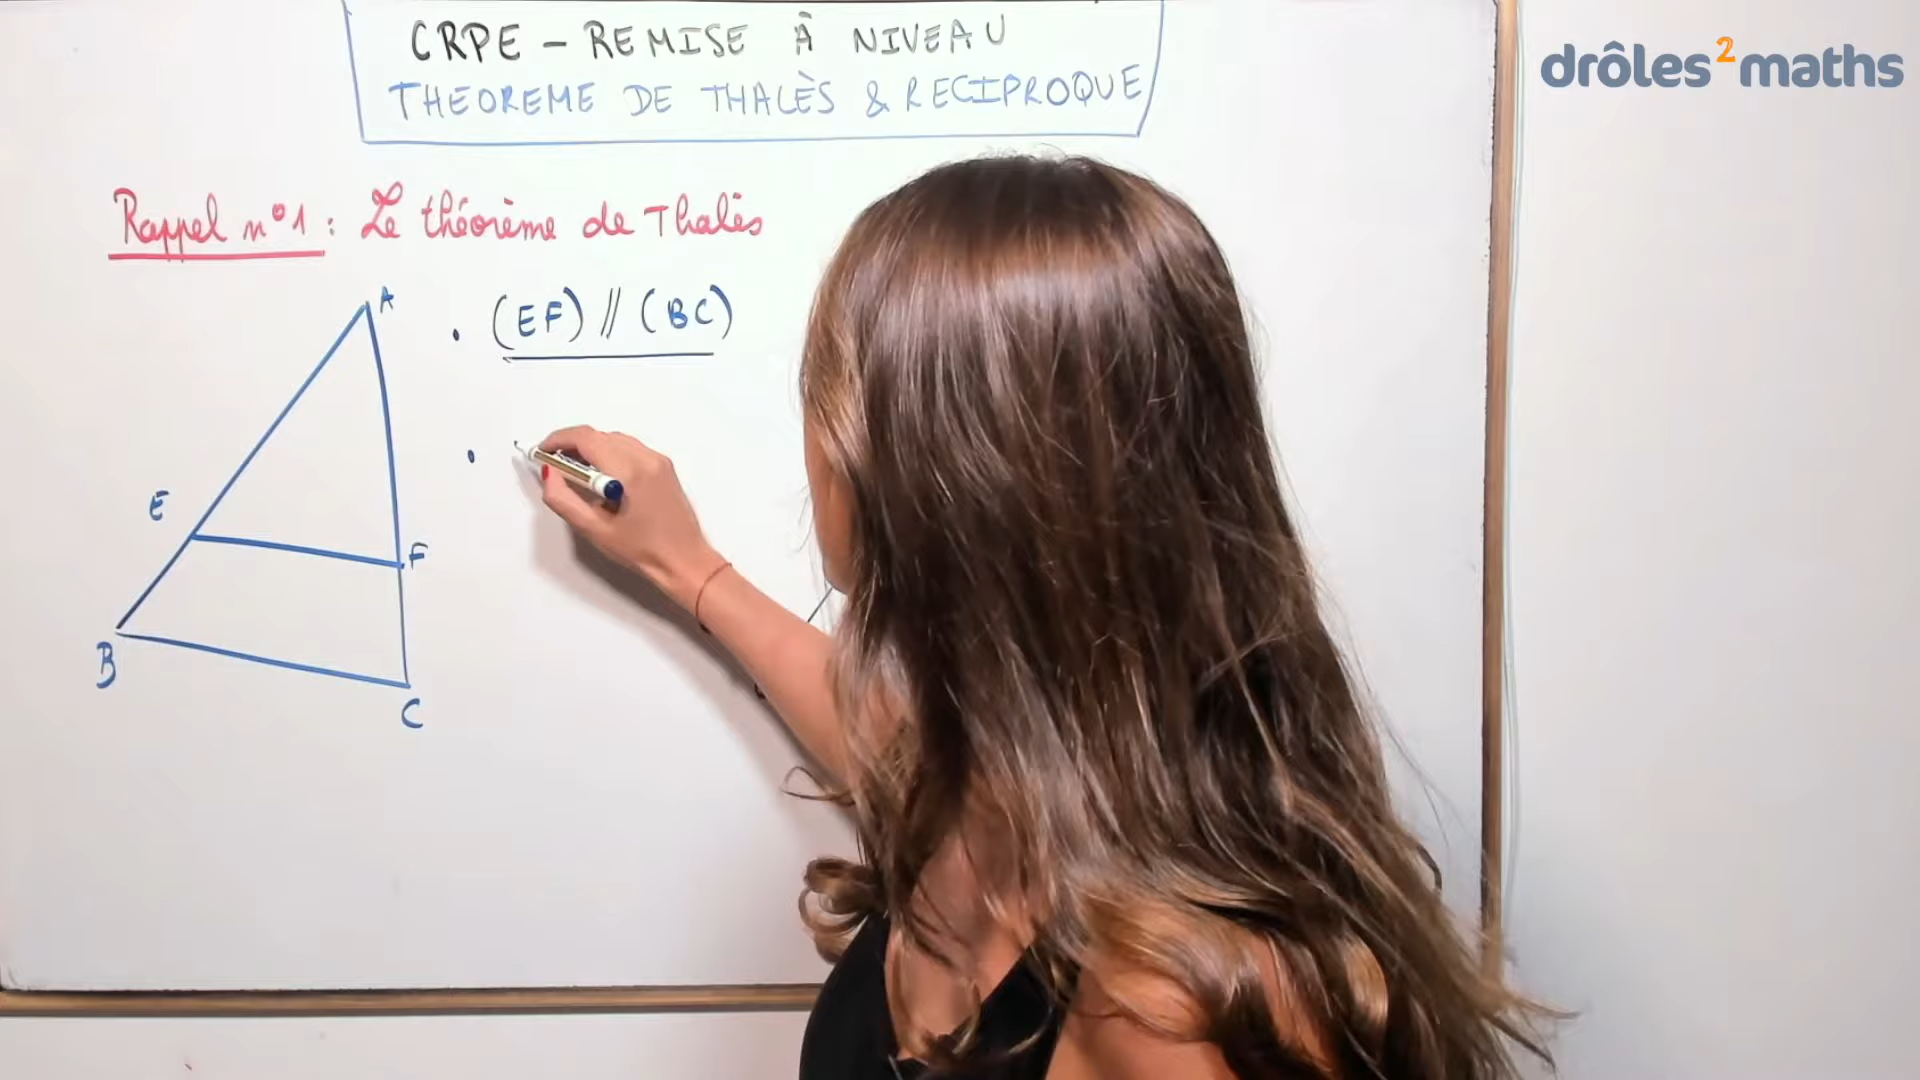 CRPE - REMISE À NIVEAU
THEOREME DE THALÈS & RECIPROQUE
drôles2maths
Rappel n°1 : Le théorème de Thalès
A
. (EF) // (BC)
.
E
F
B
C